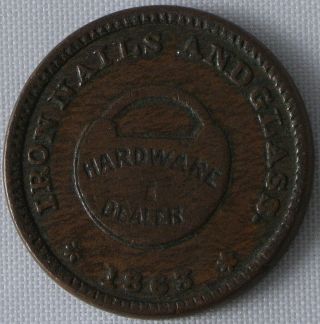 IRON NAILS AND GLASS.
HARDWARE
DEALER
* 1863 *